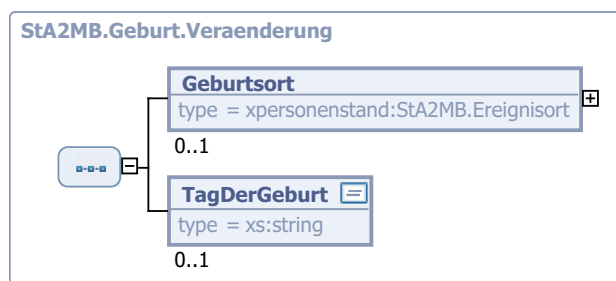 StA2MB.Geburt.Veraenderung
Geburtsort
type = xpersonenstand:StA2MB.Ereignisort
0..1
TagDerGeburt
type = xs:string
0..1